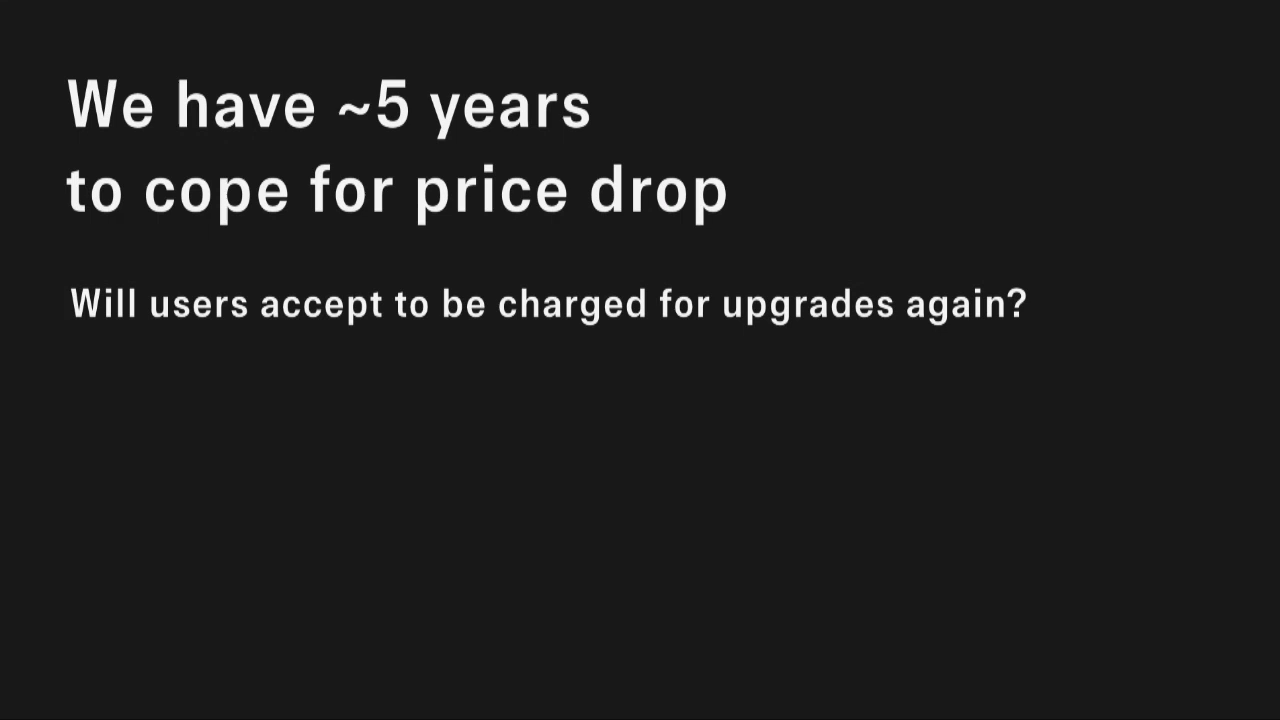 We have ~5 years
to cope for price drop
Will users accept to be charged for upgrades again?